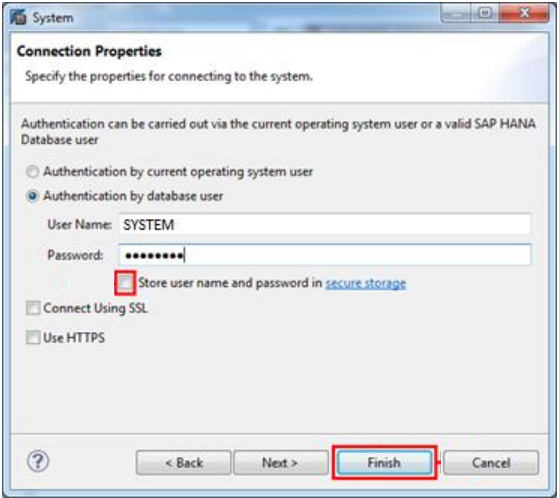 System
Connection Properties
Specify the properties for connecting to the system.
Authentication can be carried out via the current operating system user or a valid SAP HANA
Database user
Authentication by current operating system user
Authentication by database user
User Name: SYSTEM
Password: ••••••••
Store user name and password in secure storage
Connect Using SSL
Use HTTPS
? < Back Next > Finish Cancel